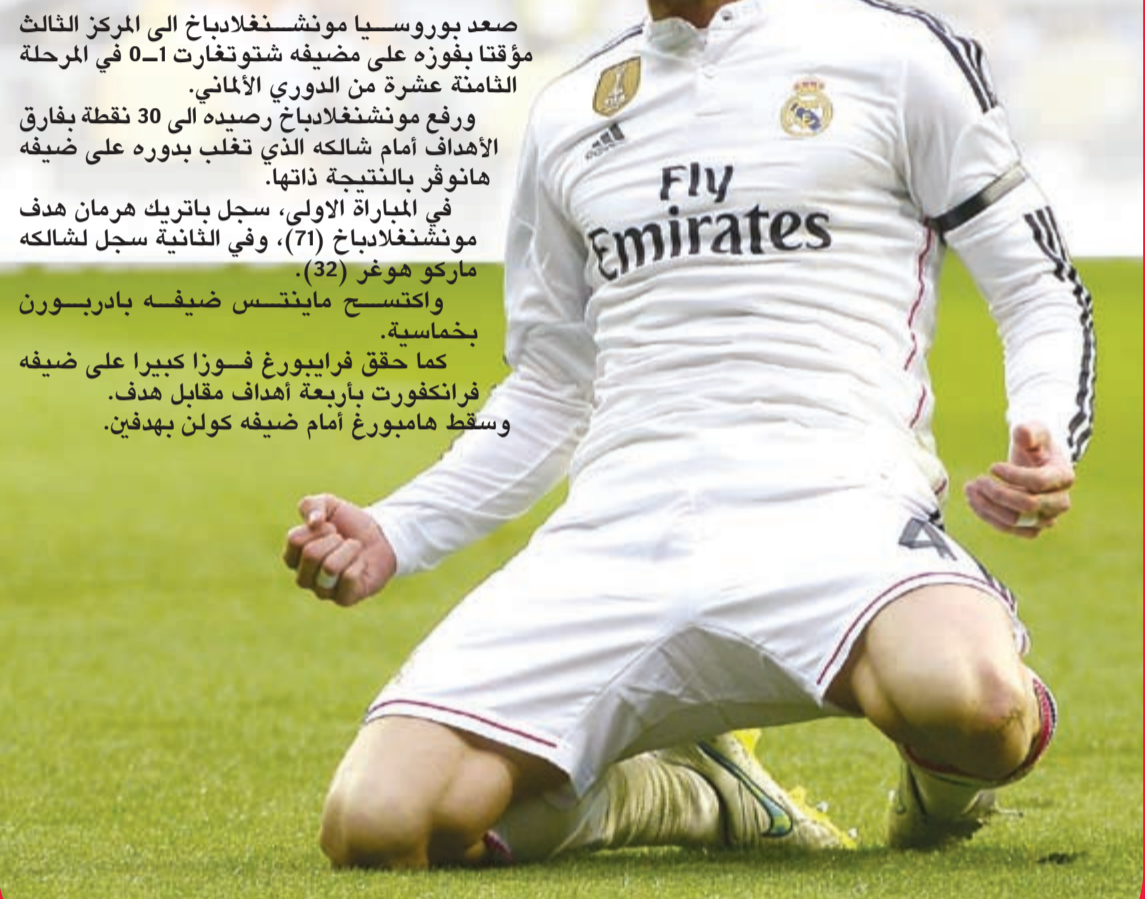 صعد بوروسيا مونشنغلادباخ الى المركز الثالث
مؤقتا بفوزه على مضيفه شتوتغارت 1ــ0 في المرحلة
الثامنة عشرة من الدوري الألماني.
ورفع مونشنغلادباخ رصيده الى 30 نقطة بفارق
الأهداف أمام شالكه الذي تغلب بدوره على ضيفه
هانوڤر بالنتيجة ذاتها.
في المباراة الاولى، سجل باتريك هرمان هدف
مونشنغلادباخ (71)، وفي الثانية سجل لشالكه
ماركو هوغر (32).
واكتسح ماينتس ضيفه بادربورن
بخماسية.
كما حقق فرايبورغ فوزا كبيرا على ضيفه
فرانكفورت بأربعة أهداف مقابل هدف.
وسقط هامبورغ أمام ضيفه كولن بهدفين.
adidas
Fly
Emirates
4